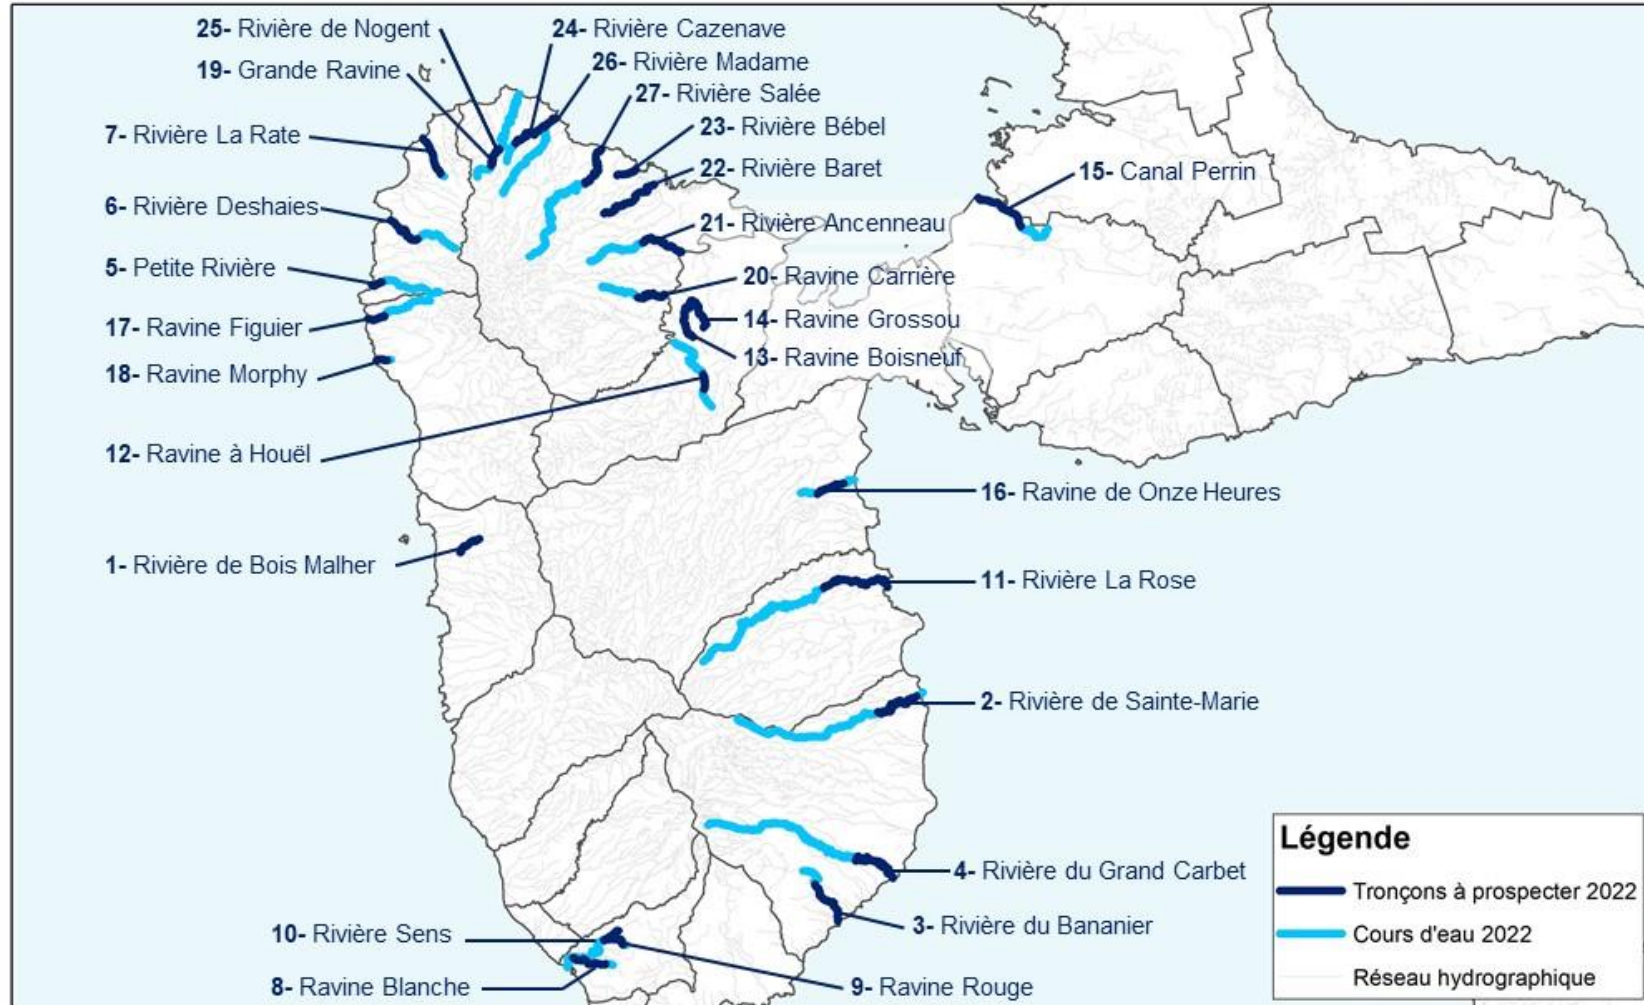 25- Rivière de Nogent
24- Rivière Cazenave
19- Grande Ravine
26- Rivière Madame
27- Rivière Salée
7- Rivière La Rate
23- Rivière Bébel
22- Rivière Baret
15- Canal Perrin
6- Rivière Deshaies
21- Rivière Ancenneau
5- Petite Rivière
20- Ravine Carrière
17- Ravine Figuier
14- Ravine Grossou
13- Ravine Boisneuf
18- Ravine Morphy
12- Ravine à Houël
16- Ravine de Onze Heures
1- Rivière de Bois Malher
11- Rivière La Rose
2- Rivière de Sainte-Marie
4- Rivière du Grand Carbet
3- Rivière du Bananier
10- Rivière Sens
8- Ravine Blanche
9- Ravine Rouge
Légende
Tronçons à prospecter 2022
Cours d'eau 2022
Réseau hydrographique